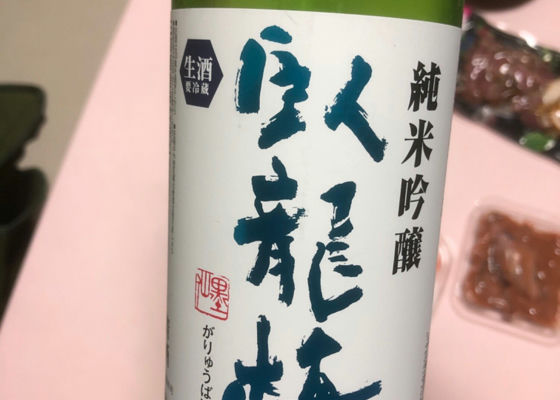 純米吟醸
臥龍梅
生酒
要冷蔵
がりゅうば